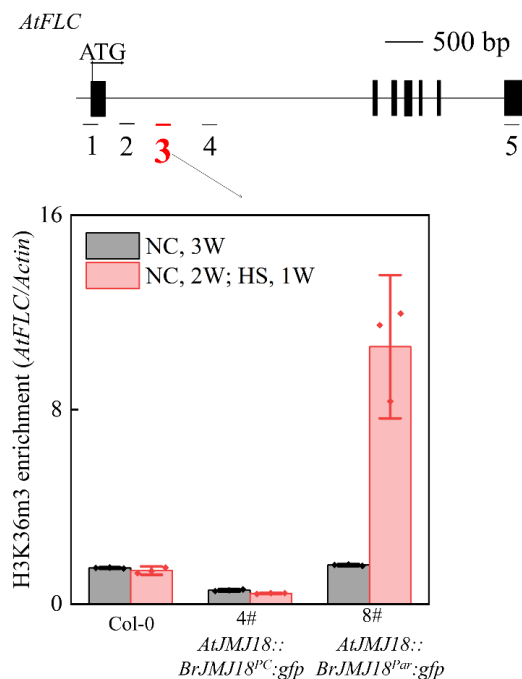 AtFLC
ATG
500 bp
1 2 3 4 5
16
NC, 3W
NC, 2W; HS, 1W
8
0
H3K36m3 enrichment (AtFLC/Actin)
Col-0 4# 8#
AtJMJ18:: AtJMJ18::
BrJMJ18PC:gfp BrJMJ18Par:gfp